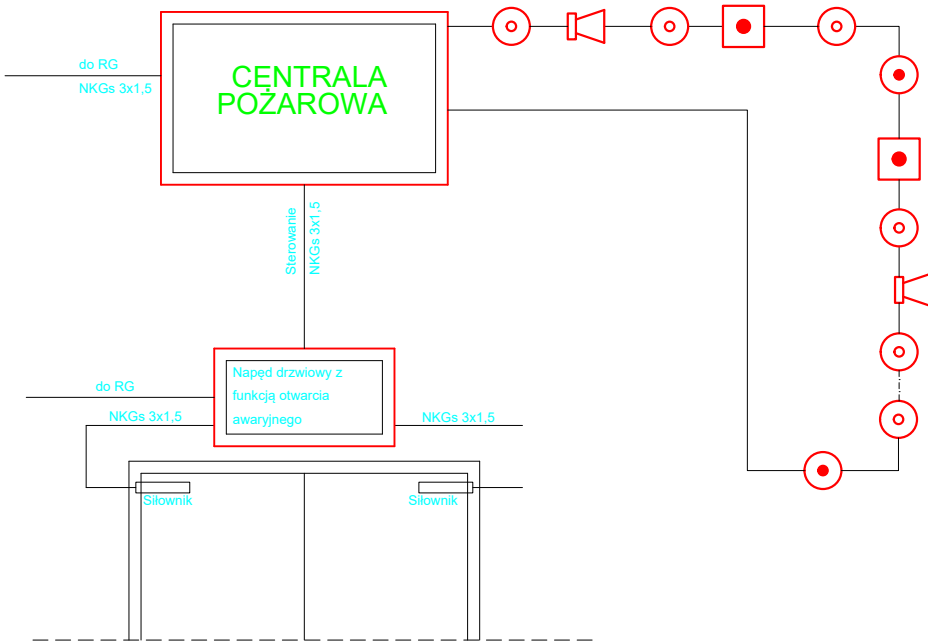 do RG
NKGs 3x1,5
CENTRALA
POŻAROWA
Sterowanie
NKGs 3x1,5
Napęd drzwiowy z
funkcją otwarcia
awaryjnego
do RG
NKGs 3x1,5
NKGs 3x1,5
Siłownik
Siłownik